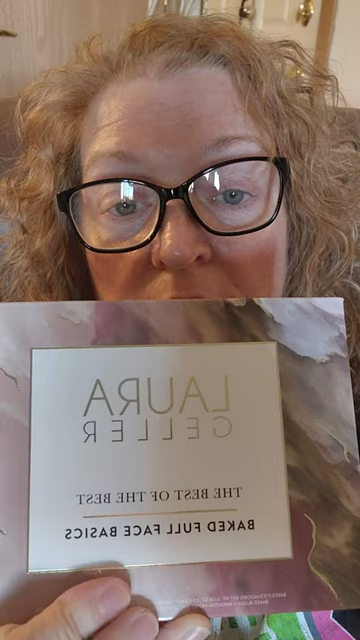 LAURA
GELLER
THE BEST OF THE BEST
BAKED FULL FACE BASICS